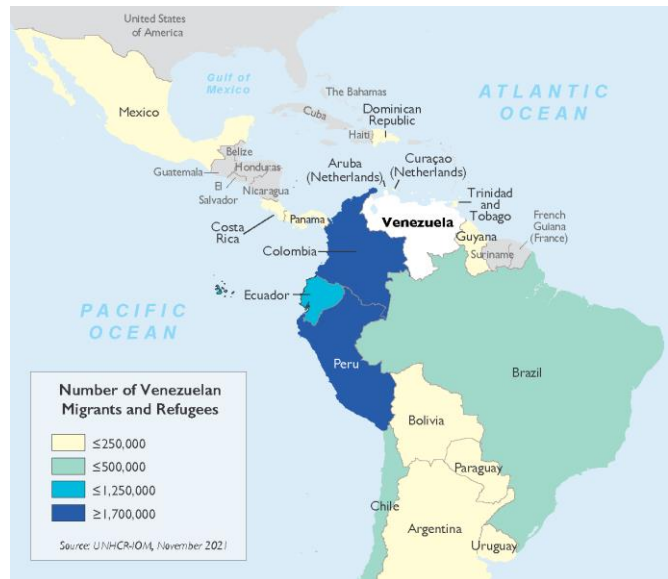 United States
of America
Gulf of
Mexico
ATLANTIC
OCEAN
The Bahamas
Mexico
Cuba
Dominican
Republic
Haiti
Belize
Honduras
Guatemala
El
Salvador
Nicaragua
Aruba
(Netherlands)
Curaçao
(Netherlands)
Trinidad
and
Tobago
Costa
Rica
Panama
Venezuela
French
Guiana
(France)
Guyana
Suriname
Colombia
Ecuador
PACIFIC
OCEAN
Peru
Brazil
Bolivia
Paraguay
Chile
Argentina
Uruguay
Number of Venezuelan
Migrants and Refugees
≤250,000
≤500,000
≤1,250,000
≥1,700,000
Source: UNHCR-IOM, November 2021